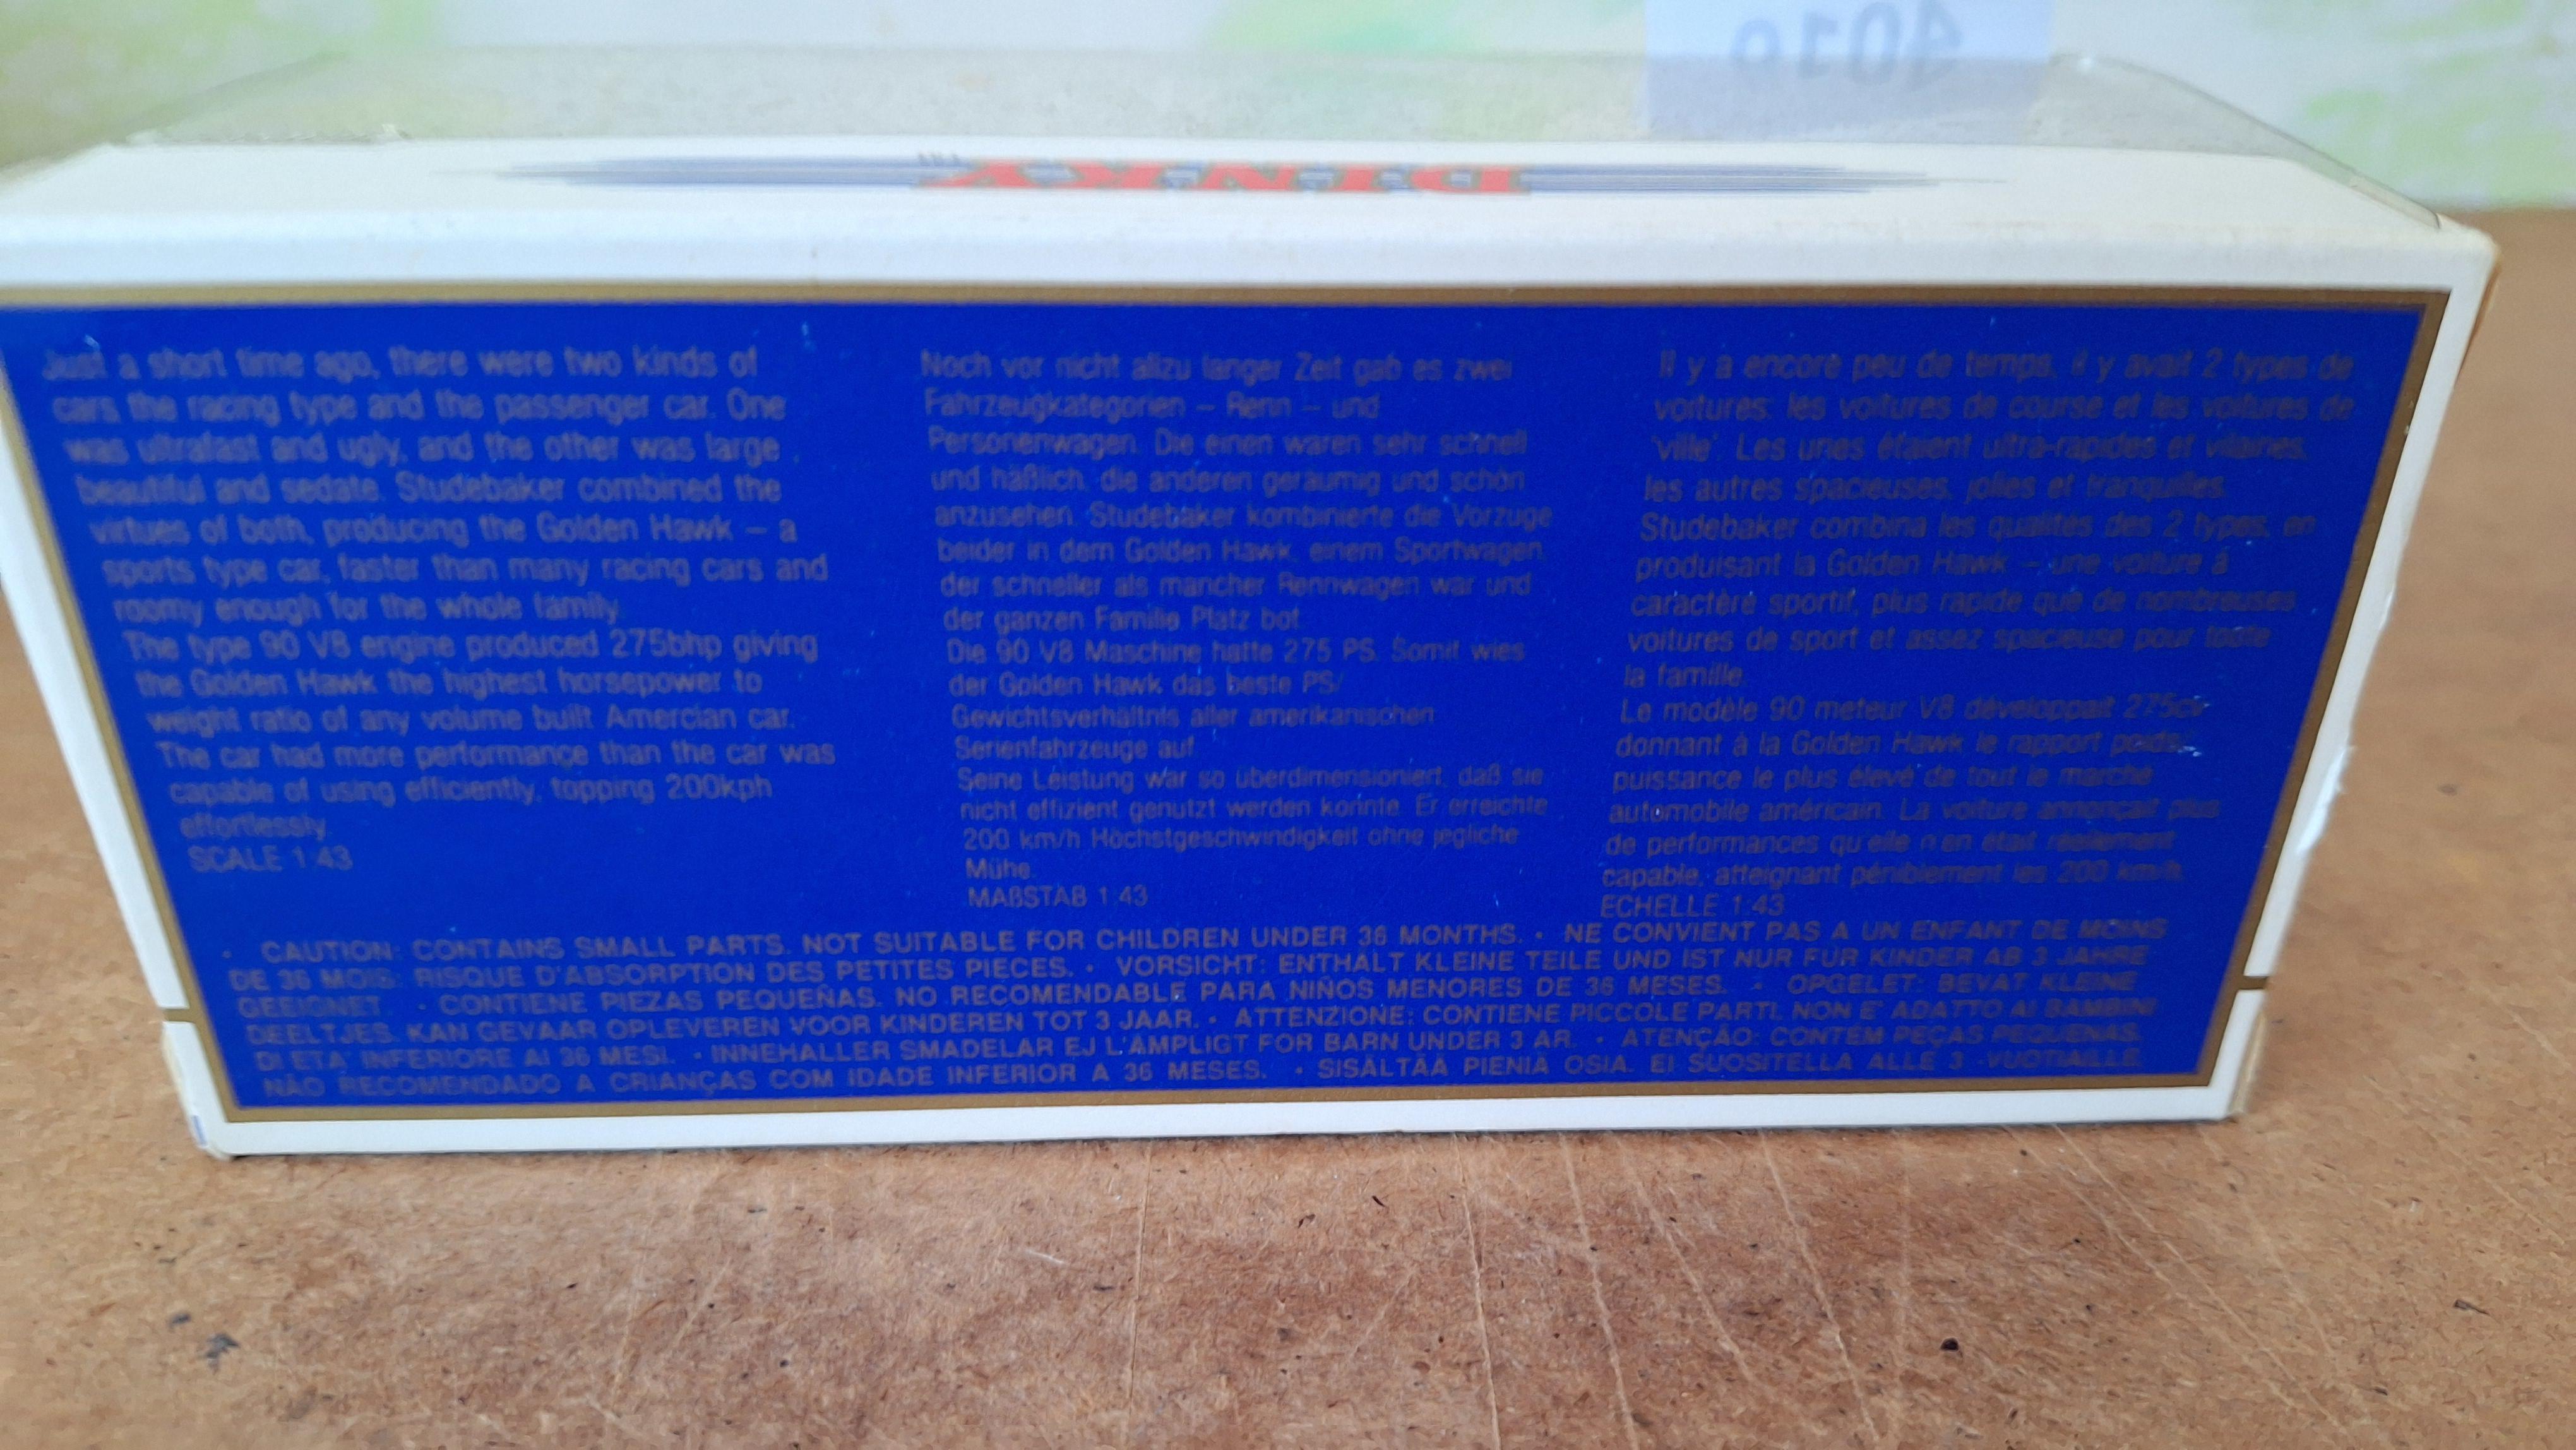 4019
DINKY
Just a short time ago, there were two kinds of
cars the racing type and the passenger car. One
was ultrafast and ugly, and the other was large,
beautiful and sedate. Studebaker combined the
virtues of both, producing the Golden Hawk – a
sports type car, faster than many racing cars and
roomy enough for the whole family.
The type 90 V8 engine produced 275bhp giving
the Golden Hawk the highest horsepower to
weight ratio of any volume built Amercian car.
The car had more performance than the car was
capable of using efficiently, topping 200kph
effortlessly.
SCALE 1:43
Noch vor nicht allzu langer Zeit gab es zwei
Fahrzeugkategorien – Renn – und
Personenwagen. Die einen waren sehr schnell
und häßlich, die anderen geräumig und schön
anzusehen. Studebaker kombinierte die Vorzuge
beider in dem Golden Hawk, einem Sportwagen,
der schneller als mancher Rennwagen war und
der ganzen Familie Platz bot.
Die 90 V8 Maschine hatte 275 PS. Somit wies
der Golden Hawk das beste PS/
Gewichtsverhältnis aller amerikanischen
Serienfahrzeuge auf.
Seine Leistung war so überdimensioniert, daß sie
nicht effizient genutzt werden konnte. Er erreichte
200 km/h Höchstgeschwindigkeit ohne jegliche
Mühe.
MAßSTAB 1:43
Il y a encore peu de temps, il y avait 2 types de
voitures: les voitures de course et les voitures de
'ville'. Les unes étaient ultra-rapides et vilaines,
les autres spacieuses, jolies et tranquilles.
Studebaker combina les qualités des 2 types, en
produisant la Golden Hawk – une voiture à
caractère sportif, plus rapide que de nombreuses
voitures de sport et assez spacieuse pour toute
la famille.
Le modèle 90 meteur V8 développait 275cv
donnant à la Golden Hawk le rapport poids/
puissance le plus élevé de tout le marché
automobile américain. La voiture annonçait plus
de performances qu'elle n'en était réellement
capable, atteignant péniblement les 200 km/h.
ECHELLE 1:43
• CAUTION: CONTAINS SMALL PARTS. NOT SUITABLE FOR CHILDREN UNDER 36 MONTHS. • NE CONVIENT PAS A UN ENFANT DE MOINS
DE 36 MOIS: RISQUE D'ABSORPTION DES PETITES PIECES. • VORSICHT: ENTHALT KLEINE TEILE UND IST NUR FÜR KINDER AB 3 JAHRE
GEEIGNET. • CONTIENE PIEZAS PEQUEÑAS. NO RECOMENDABLE PARA NIÑOS MENORES DE 36 MESES. • OPGELET: BEVAT KLEINE
DEELTJES. KAN GEVAAR OPLEVEREN VOOR KINDEREN TOT 3 JAAR. • ATTENZIONE: CONTIENE PICCOLE PARTI. NON E' ADATTO AI BAMBINI
DI ETA' INFERIORE AI 36 MESI. • INNEHALLER SMADELAR EJ L'AMPLIGT FOR BARN UNDER 3 AR. • ATENÇÃO: CONTEM PEÇAS PEQUENAS.
NÃO RECOMENDADO A CRIANÇAS COM IDADE INFERIOR A 36 MESES. • SISÄLTÄÄ PIENIÄ OSIA. EI SUOSITELLA ALLE 3 -VUOTIAILLE.